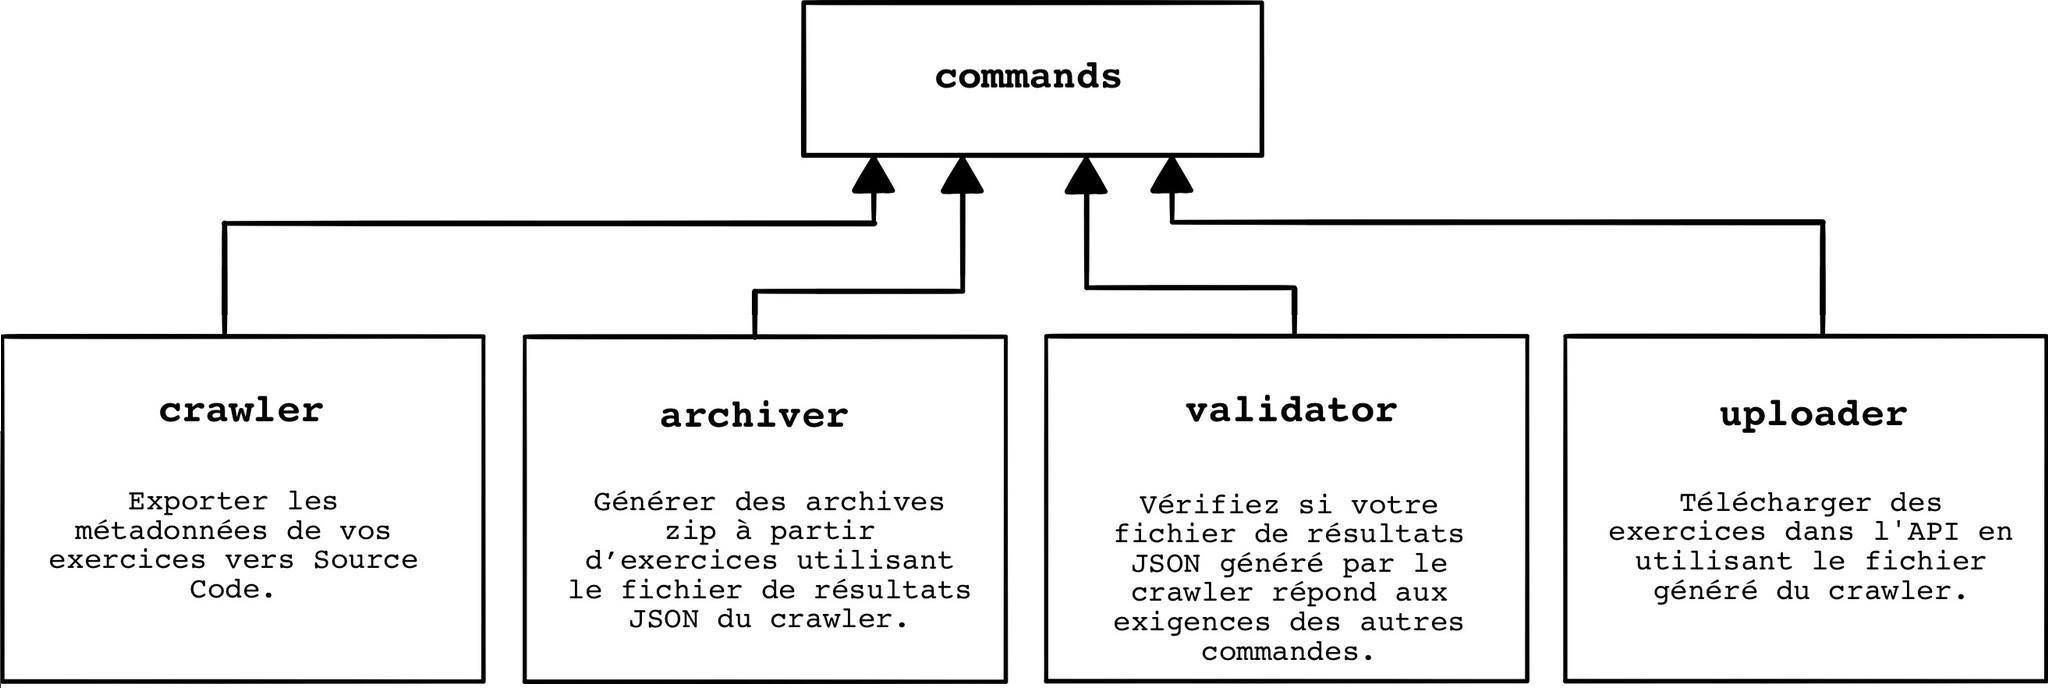 commands
crawler
Exporter les
métadonnées de vos
exercices vers Source
Code.
archiver
Générer des archives
zip à partir
d’exercices utilisant
le fichier de résultats
JSON du crawler.
validator
Vérifiez si votre
fichier de résultats
JSON généré par le
crawler répond aux
exigences des autres
commandes.
uploader
Télécharger des
exercices dans l'API en
utilisant le fichier
généré du crawler.